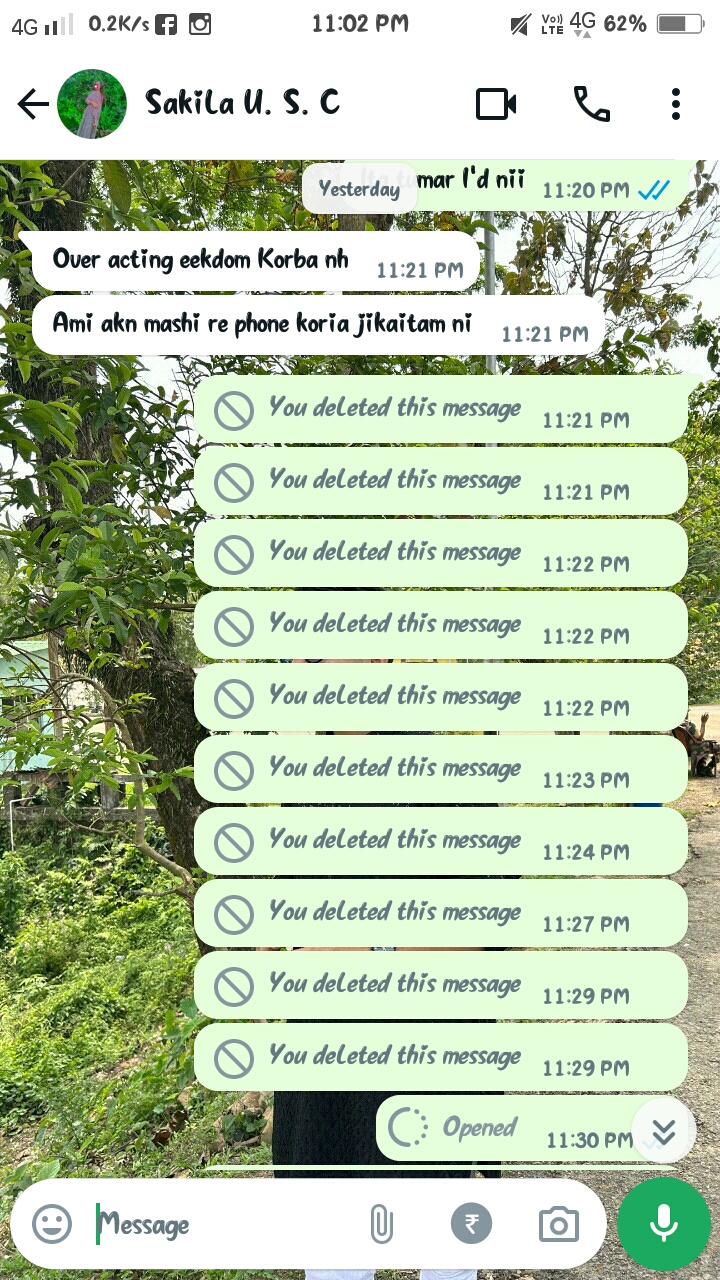 4G 0.2K/s 11:02 PM Vo)) LTE 4G 62%
Sakila U. S. C
Yesterday
tumar I'd nii 11:20 PM
Over acting eekdom Korba nh 11:21 PM
Ami akn mashi re phone koria jikaitam ni 11:21 PM
You deleted this message 11:21 PM
You deleted this message 11:21 PM
You deleted this message 11:22 PM
You deleted this message 11:22 PM
You deleted this message 11:22 PM
You deleted this message 11:23 PM
You deleted this message 11:24 PM
You deleted this message 11:27 PM
You deleted this message 11:29 PM
You deleted this message 11:29 PM
Opened 11:30 PM
Message